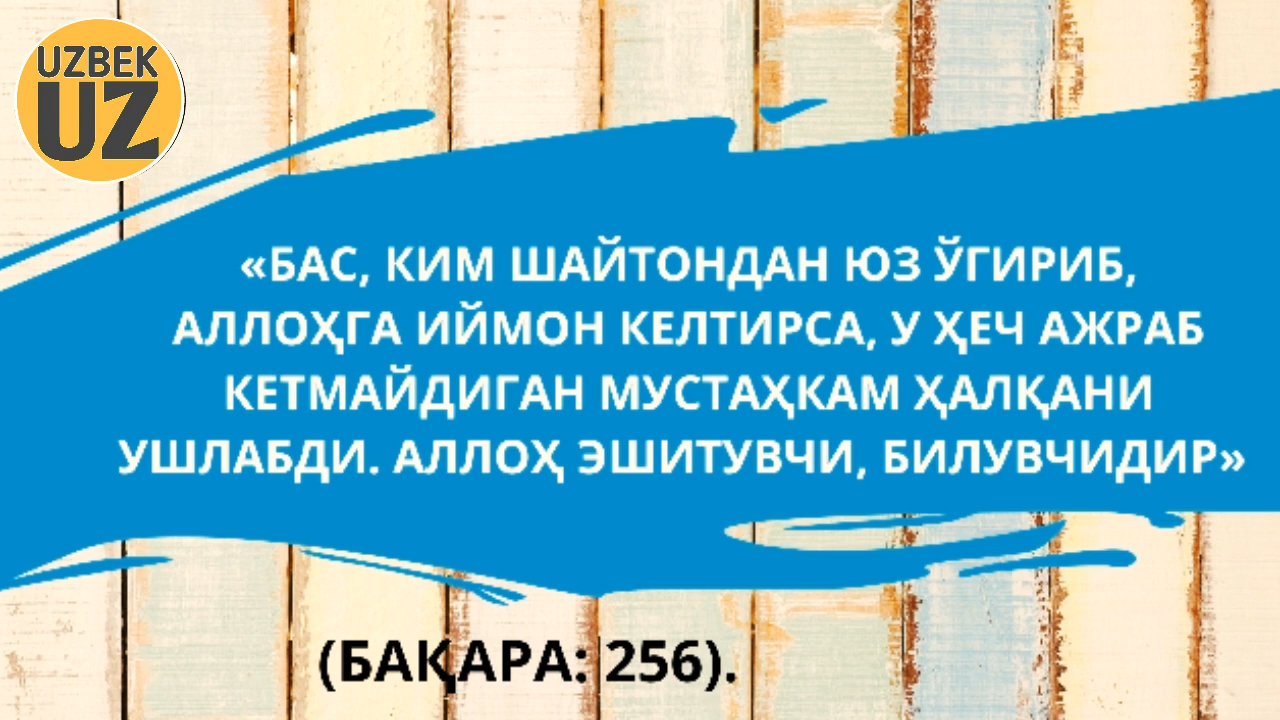 UZBEK
UZ
«БАС, КИМ ШАЙТОНДАН ЮЗ ЎГИРИБ,
АЛЛОҲГА ИЙМОН КЕЛТИРСА, У ҲЕЧ АЖРАБ
КЕТМАЙДИГАН МУСТАҲКАМ ҲАЛҚАНИ
УШЛАБДИ. АЛЛОҲ ЭШИТУВЧИ, БИЛУВЧИДИР»
(БАҚАРА: 256).